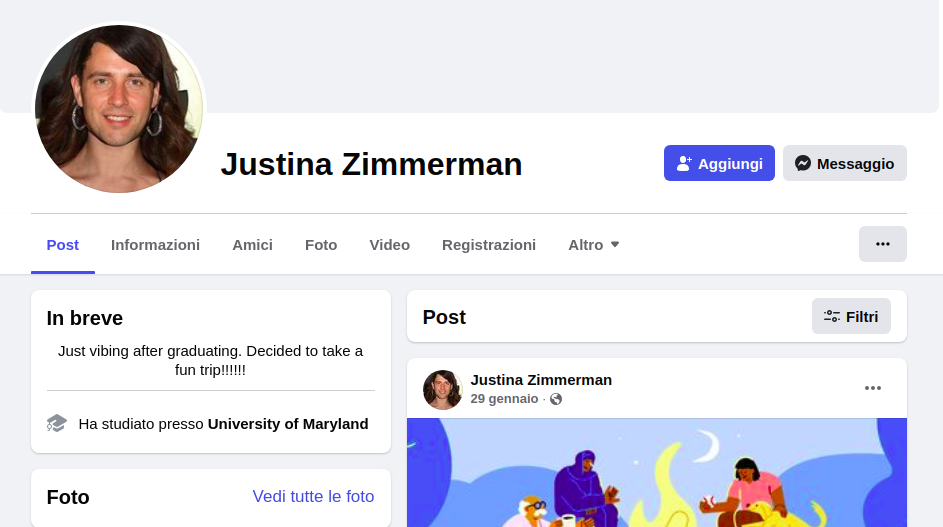 Justina Zimmerman
Aggiungi
Messaggio
Post
Informazioni
Amici
Foto
Video
Registrazioni
Altro
In breve
Just vibing after graduating. Decided to take a
fun trip!!!!!!
Ha studiato presso University of Maryland
Foto
Vedi tutte le foto
Post
Filtri
Justina Zimmerman
29 gennaio ·